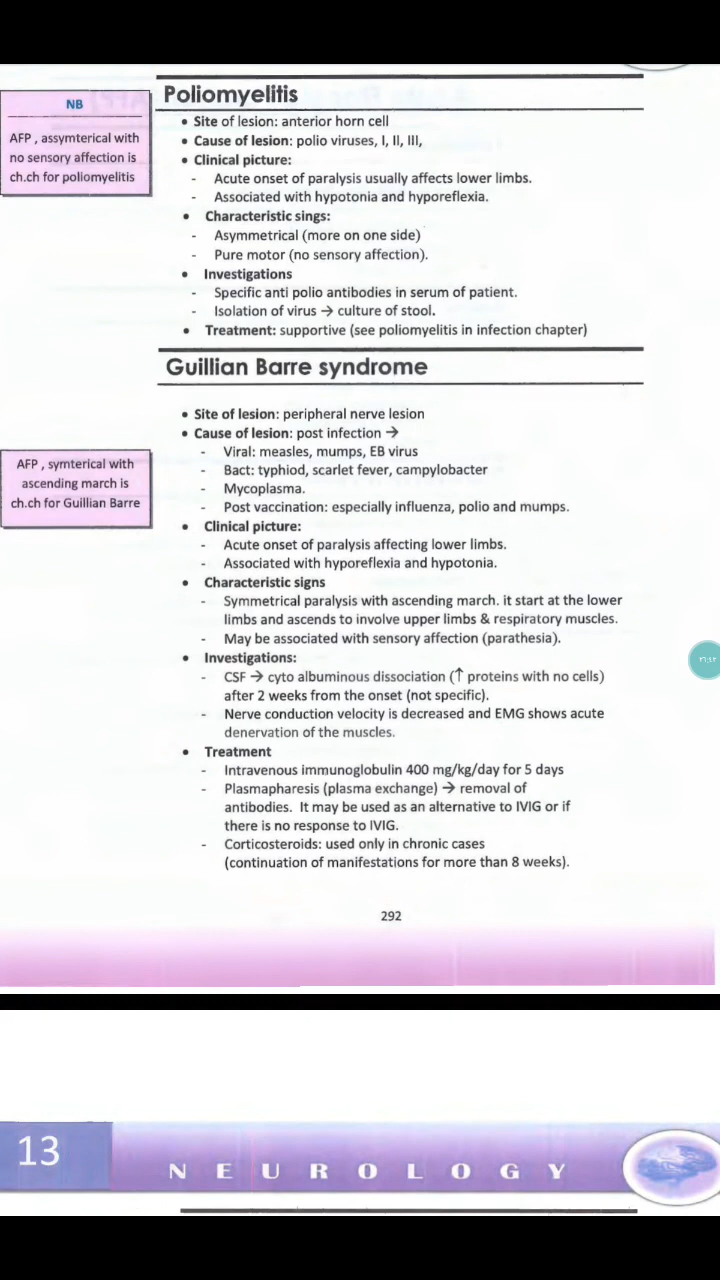 NB
AFP , assymterical with
no sensory affection is
ch.ch for poliomyelitis
Poliomyelitis
• Site of lesion: anterior horn cell
• Cause of lesion: polio viruses, I, II, III,
• Clinical picture:
- Acute onset of paralysis usually affects lower limbs.
- Associated with hypotonia and hyporeflexia.
• Characteristic sings:
- Asymmetrical (more on one side)
- Pure motor (no sensory affection).
• Investigations
- Specific anti polio antibodies in serum of patient.
- Isolation of virus → culture of stool.
• Treatment: supportive (see poliomyelitis in infection chapter)
Guillian Barre syndrome
• Site of lesion: peripheral nerve lesion
• Cause of lesion: post infection →
- Viral: measles, mumps, EB virus
- Bact: typhiod, scarlet fever, campylobacter
- Mycoplasma.
- Post vaccination: especially influenza, polio and mumps.
AFP , symterical with
ascending march is
ch.ch for Guillian Barre
• Clinical picture:
- Acute onset of paralysis affecting lower limbs.
- Associated with hyporeflexia and hypotonia.
• Characteristic signs
- Symmetrical paralysis with ascending march. it start at the lower
limbs and ascends to involve upper limbs & respiratory muscles.
- May be associated with sensory affection (parathesia).
• Investigations:
- CSF → cyto albuminous dissociation (↑ proteins with no cells)
after 2 weeks from the onset (not specific).
- Nerve conduction velocity is decreased and EMG shows acute
denervation of the muscles.
• Treatment
- Intravenous immunoglobulin 400 mg/kg/day for 5 days
- Plasmapharesis (plasma exchange) → removal of
antibodies. It may be used as an alternative to IVIG or if
there is no response to IVIG.
- Corticosteroids: used only in chronic cases
(continuation of manifestations for more than 8 weeks).
292
13
NEUROLOGY